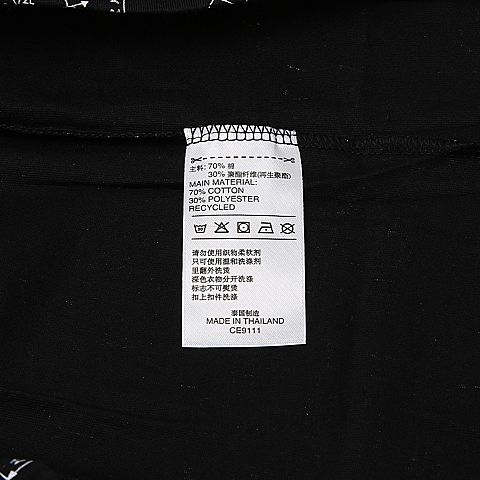 /2L
主料: 70% 棉
30% 聚酯纤维(再生聚酯)
MAIN MATERIAL:
70% COTTON
30% POLYESTER
RECYCLED
请勿使用织物柔软剂
只可使用温和洗涤剂
里翻外洗烫
深色衣物分开洗涤
标志不可熨烫
扣上扣件洗涤
泰国制造
MADE IN THAILAND
CE9111